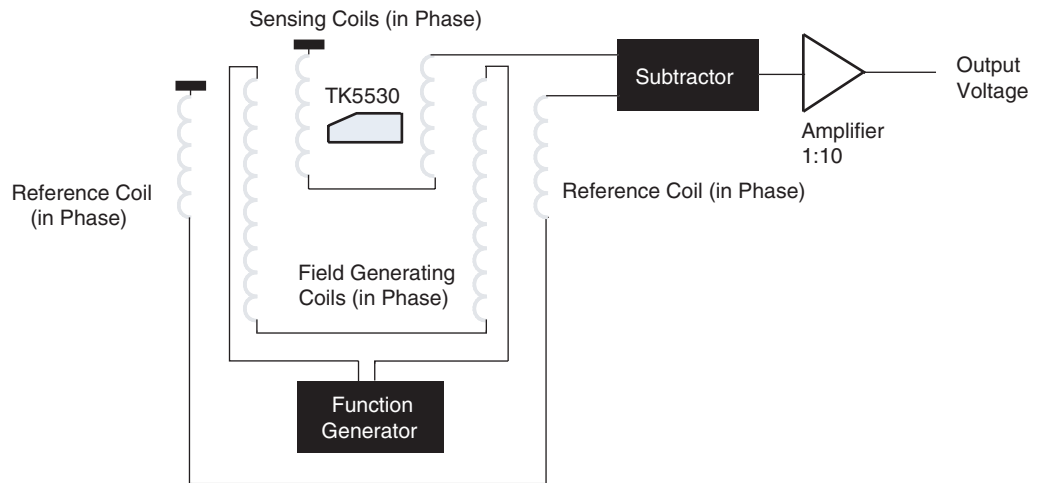 Sensing Coils (in Phase)
TK5530
Subtractor
Output
Voltage
Amplifier
1:10
Reference Coil
(in Phase)
Reference Coil (in Phase)
Field Generating
Coils (in Phase)
Function
Generator